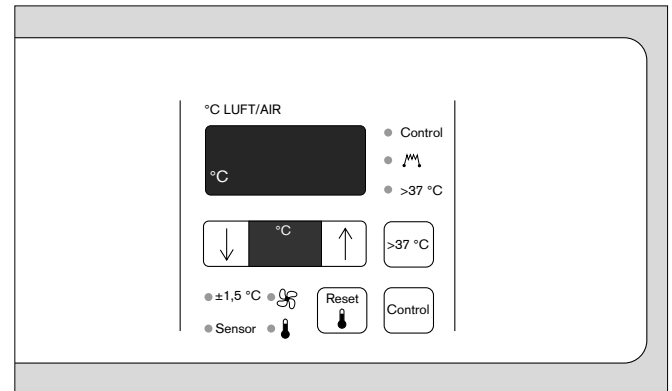 °C LUFT/AIR
Control
°C
>37 °C
°C
>37 °C
±1,5 °C
Reset
Control
Sensor